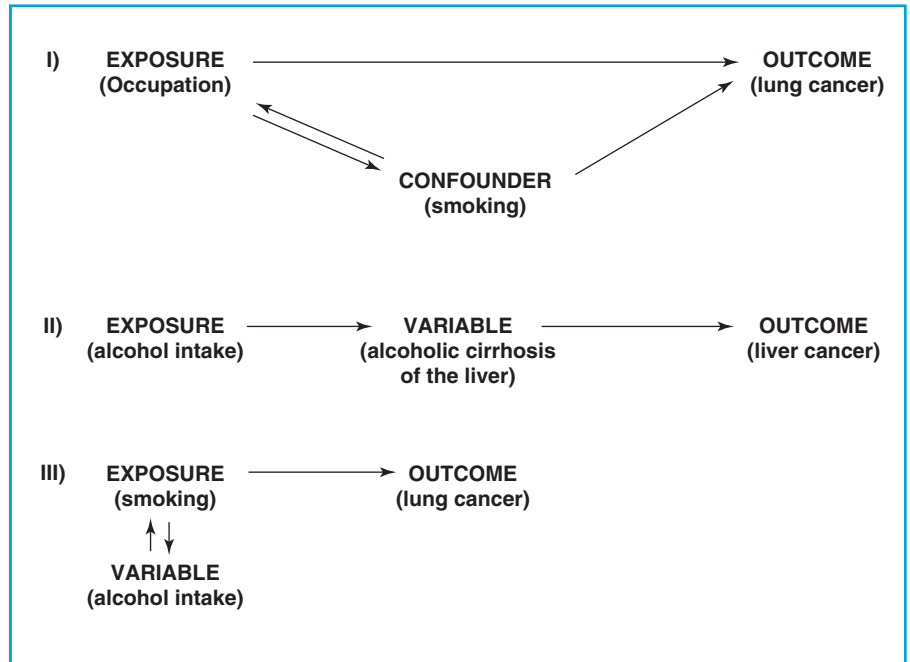 I) EXPOSURE OUTCOME
(Occupation) (lung cancer)
CONFOUNDER
(smoking)
II) EXPOSURE VARIABLE OUTCOME
(alcohol intake) (alcoholic cirrhosis (liver cancer)
of the liver)
III) EXPOSURE OUTCOME
(smoking) (lung cancer)
VARIABLE
(alcohol intake)